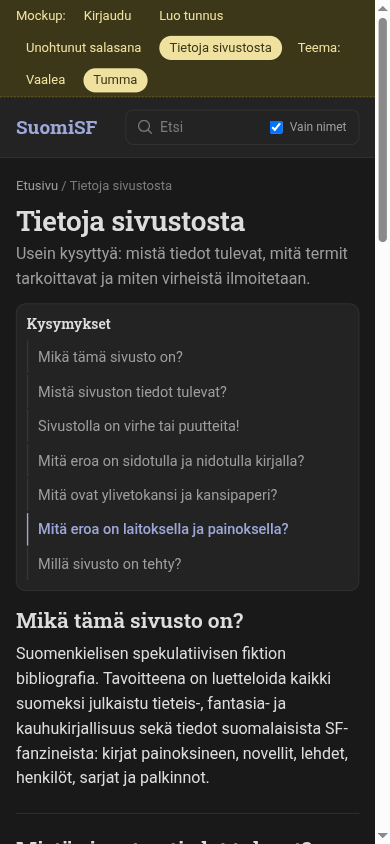 Mockup: Kirjaudu Luo tunnus
Unohtunut salasana Tietoja sivustosta Teema:
Vaalea Tumma
SuomiSF Etsi Vain nimet
Etusivu / Tietoja sivustosta
Tietoja sivustosta
Usein kysyttyä: mistä tiedot tulevat, mitä termit
tarkoittavat ja miten virheistä ilmoitetaan.
Kysymykset
Mikä tämä sivusto on?
Mistä sivuston tiedot tulevat?
Sivustolla on virhe tai puutteita!
Mitä eroa on sidotulla ja nidotulla kirjalla?
Mitä ovat ylivetokansi ja kansipaperi?
Mitä eroa on laitoksella ja painoksella?
Millä sivusto on tehty?
Mikä tämä sivusto on?
Suomenkielisen spekulatiivisen fiktion
bibliografia. Tavoitteena on luetteloida kaikki
suomeksi julkaistu tieteis-, fantasia- ja
kauhukirjallisuus sekä tiedot suomalaisista SF-
fanzineista: kirjat painoksineen, novellit, lehdet,
henkilöt, sarjat ja palkinnot.